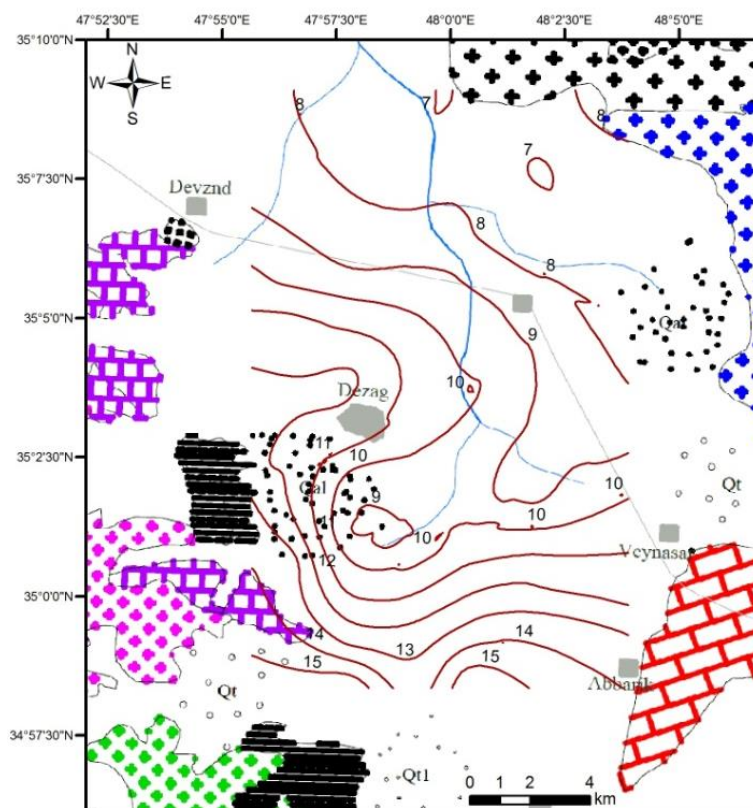 47°52'30"E 47°55'0"E 47°57'30"E 48°0'0"E 48°2'30"E 48°5'0"E
35°10'0"N
N
W E
S
8 7 8
7
35°7'30"N
Devznd
8
8
35°5'0"N
Qal
9
10
Dezag
11 10
35°2'30"N
Qt
Qal
9 10
10
Veynasar
12
35°0'0"N
14 13 14
15 15
Abbarik
Qt
34°57'30"N
Qt1
0 1 2 4
km